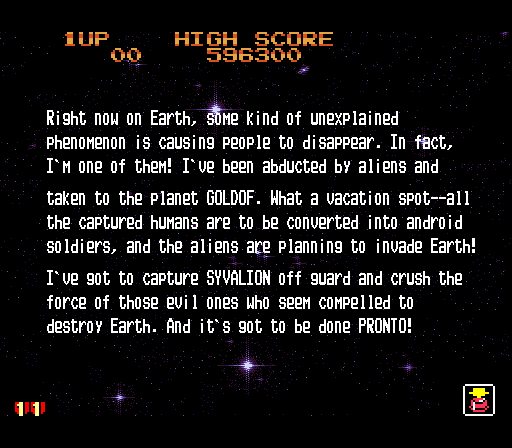 1UP HIGH SCORE
00 596300
Right now on Earth, some kind of unexplained
phenomenon is causing people to disappear. In fact,
I`m one of them! I`ve been abducted by aliens and
taken to the planet GOLDOF. What a vacation spot--all
the captured humans are to be converted into android
soldiers, and the aliens are planning to invade Earth!
I`ve got to capture SYVALION off guard and crush the
force of those evil ones who seem compelled to
destroy Earth. And it`s got to be done PRONTO!